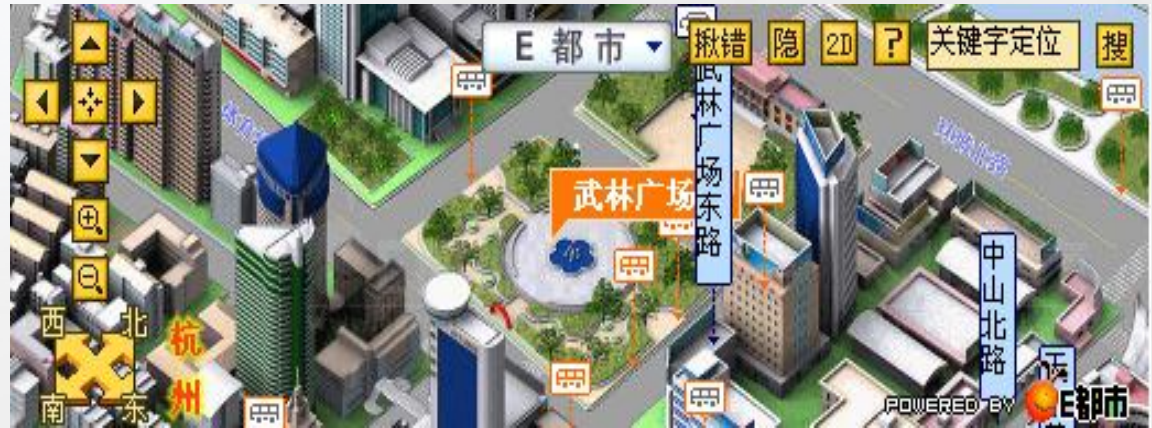 E 都 市
揪错
隐
2D
?
关键字定位
搜
武林广场东路
武林广场
中山北路
西
北
南
东
杭州
POWERED BY E都市